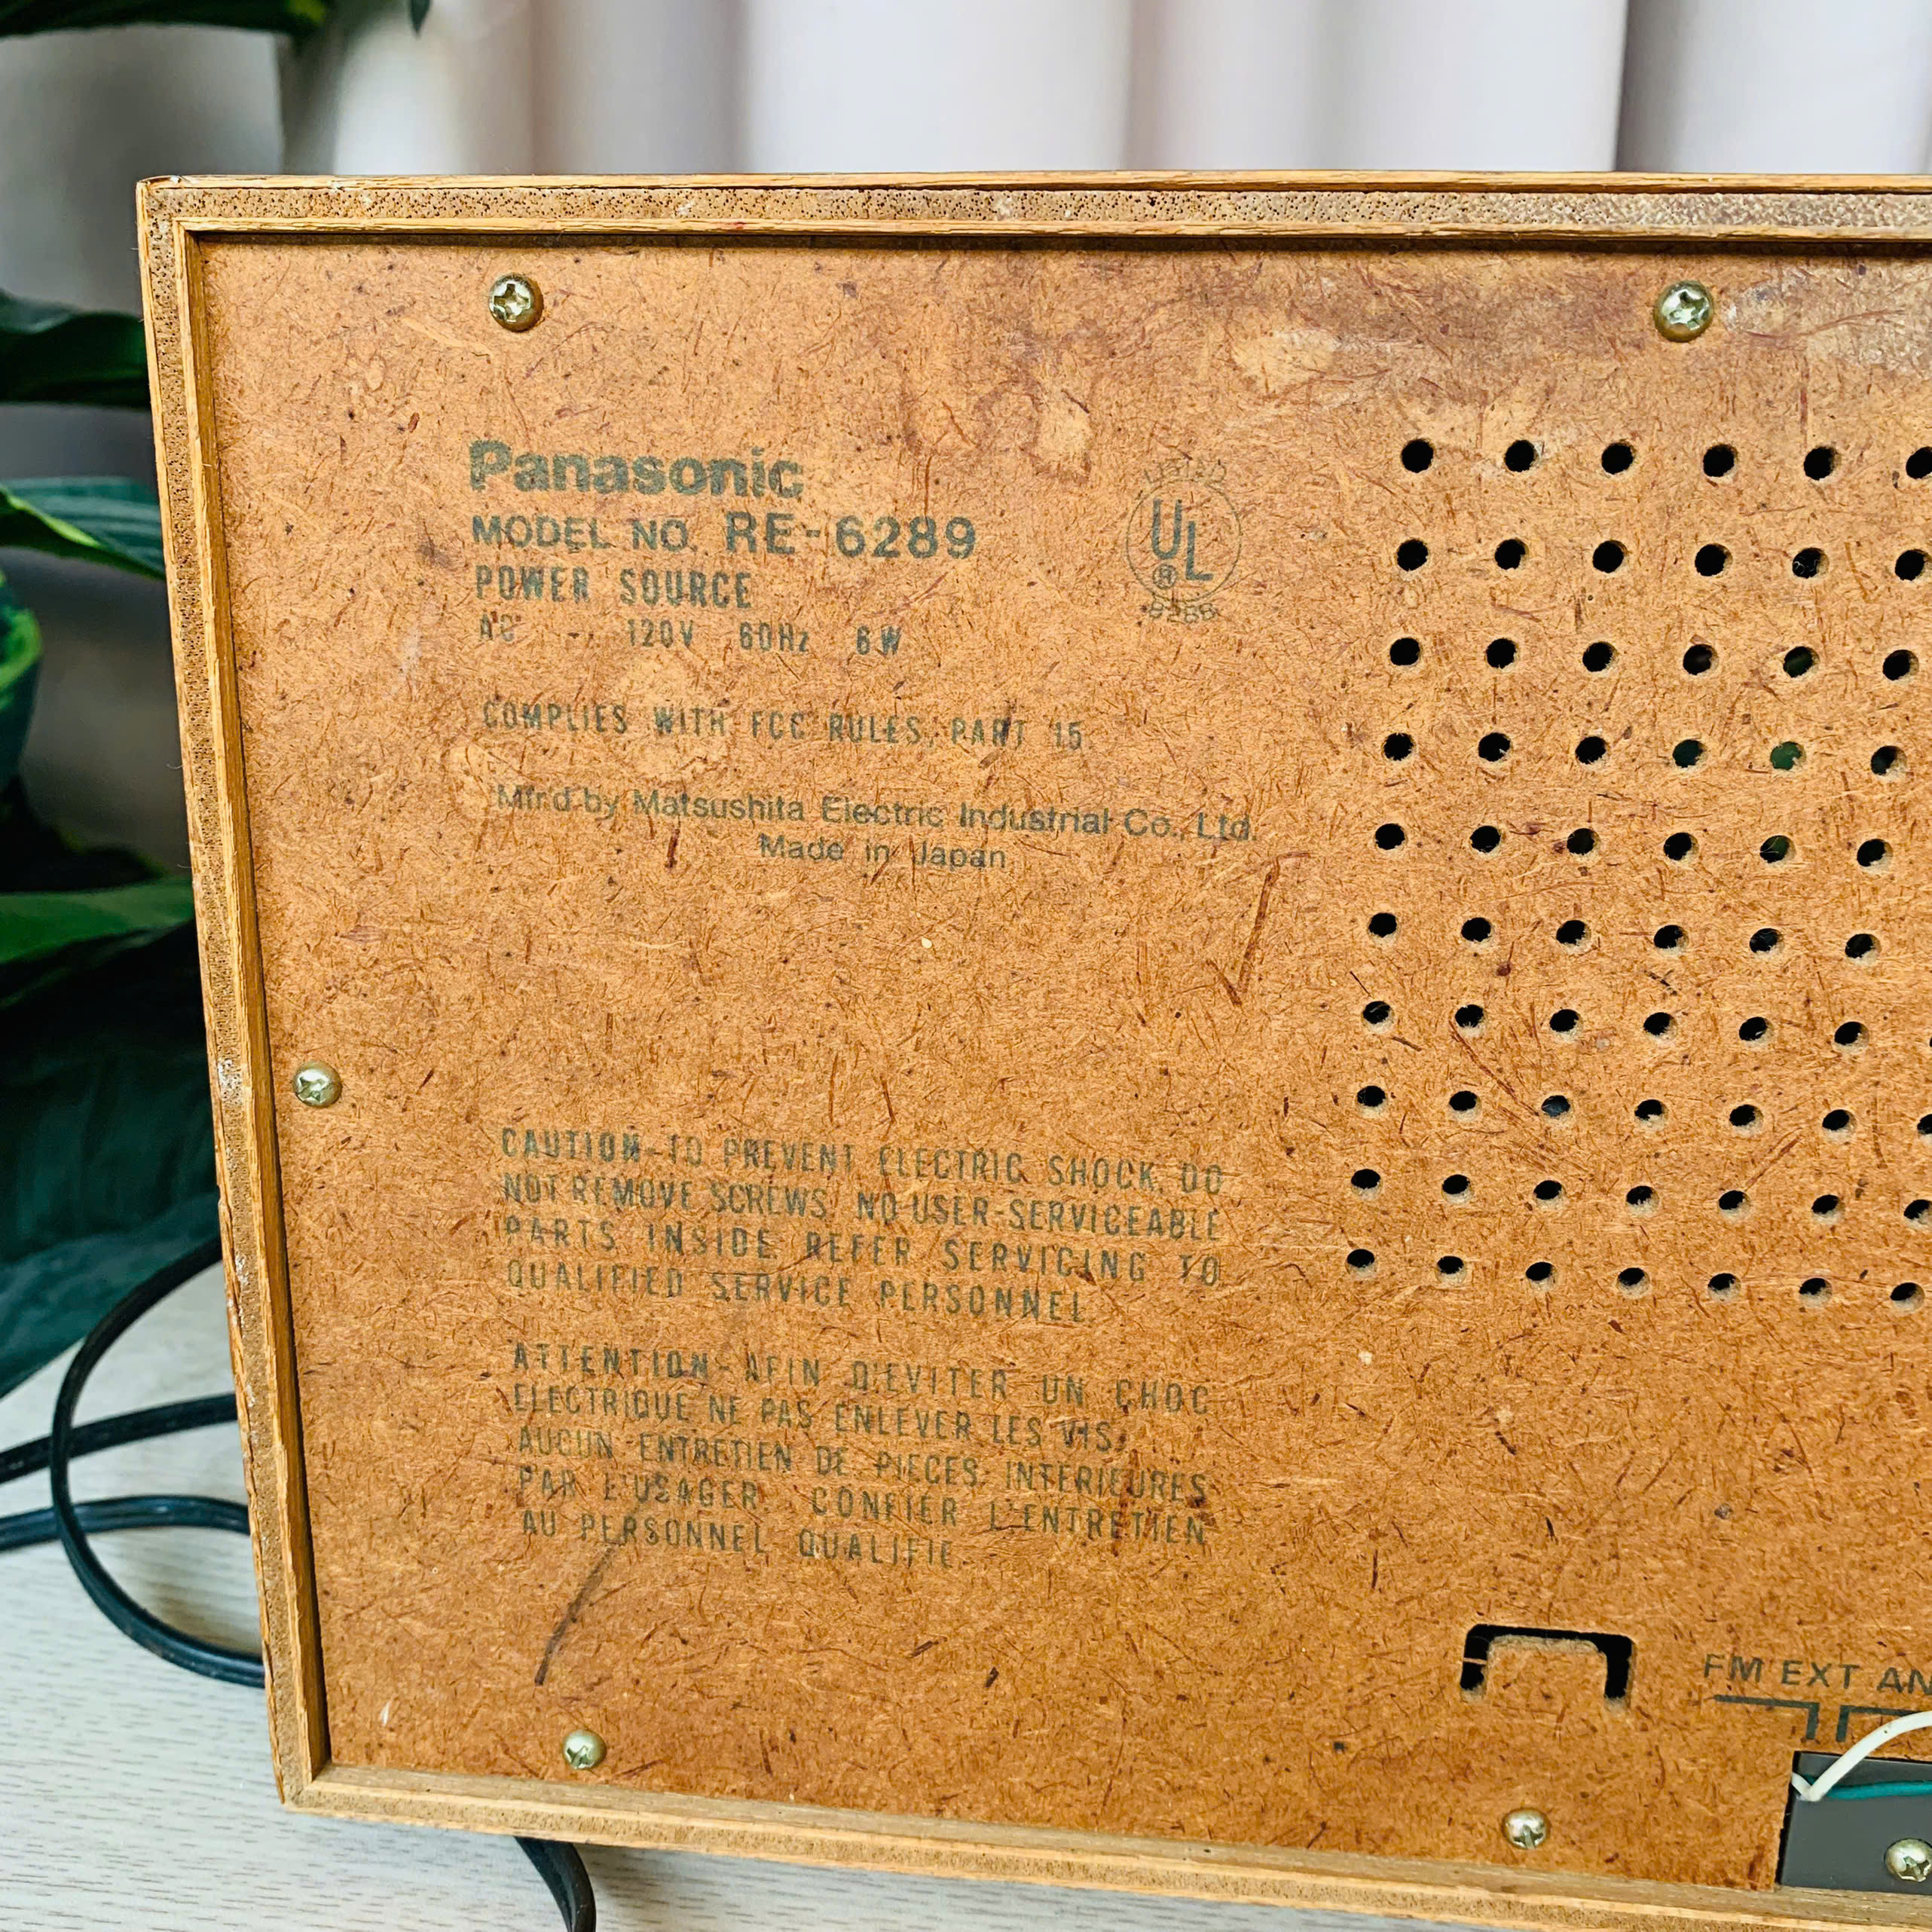 Panasonic
MODEL NO. RE-6289
POWER SOURCE
AC ~ 120V 60Hz 6W
COMPLIES WITH FCC RULES, PART 15
Mfr'd by Matsushita Electric Industrial Co., Ltd.
Made in Japan
LISTED
UL
®
CAUTION-TO PREVENT ELECTRIC SHOCK, DO
NOT REMOVE SCREWS. NO USER-SERVICEABLE
PARTS INSIDE. REFER SERVICING TO
QUALIFIED SERVICE PERSONNEL
ATTENTION-AFIN D'EVITER UN CHOC
ELECTRIQUE NE PAS ENLEVER LES VIS.
AUCUN ENTRETIEN DE PIECES INTERIEURES
PAR L'USAGER. CONFIER L'ENTRETIEN
AU PERSONNEL QUALIFIE.
FM EXT AN